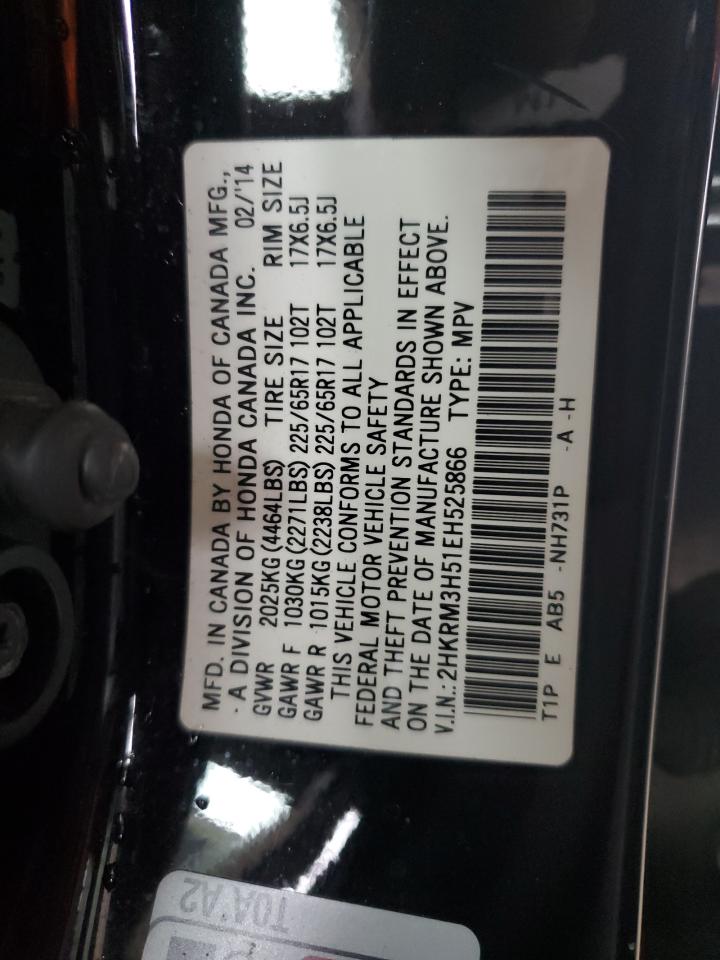 MFD. IN CANADA BY HONDA OF CANADA MFG.,
A DIVISION OF HONDA CANADA INC. 02/'14
GVWR 2025KG(4464LBS) TIRE SIZE RIM SIZE
GAWR F 1030KG(2271LBS) 225/65R17 102T 17X6.5J
GAWR R 1015KG(2238LBS) 225/65R17 102T 17X6.5J
THIS VEHICLE CONFORMS TO ALL APPLICABLE
FEDERAL MOTOR VEHICLE SAFETY
AND THEFT PREVENTION STANDARDS IN EFFECT
ON THE DATE OF MANUFACTURE SHOWN ABOVE.
V.I.N.: 2HKRM3H51EH525866 TYPE: MPV
T1P E AB5 -NH731P -A -H
T0A A2